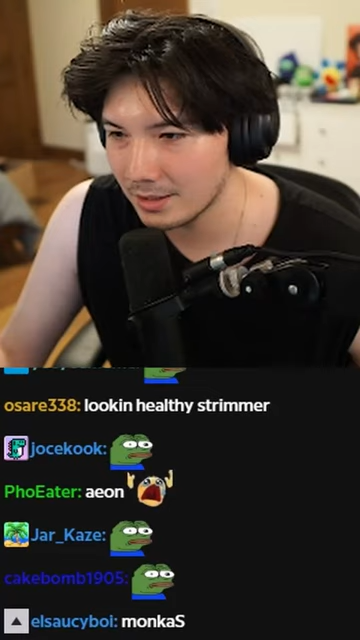 osare338: lookin healthy strimmer
jocekook:
PhoEater: aeon
Jar_Kaze:
cakebomb1905:
elsaucyboi: monkaS